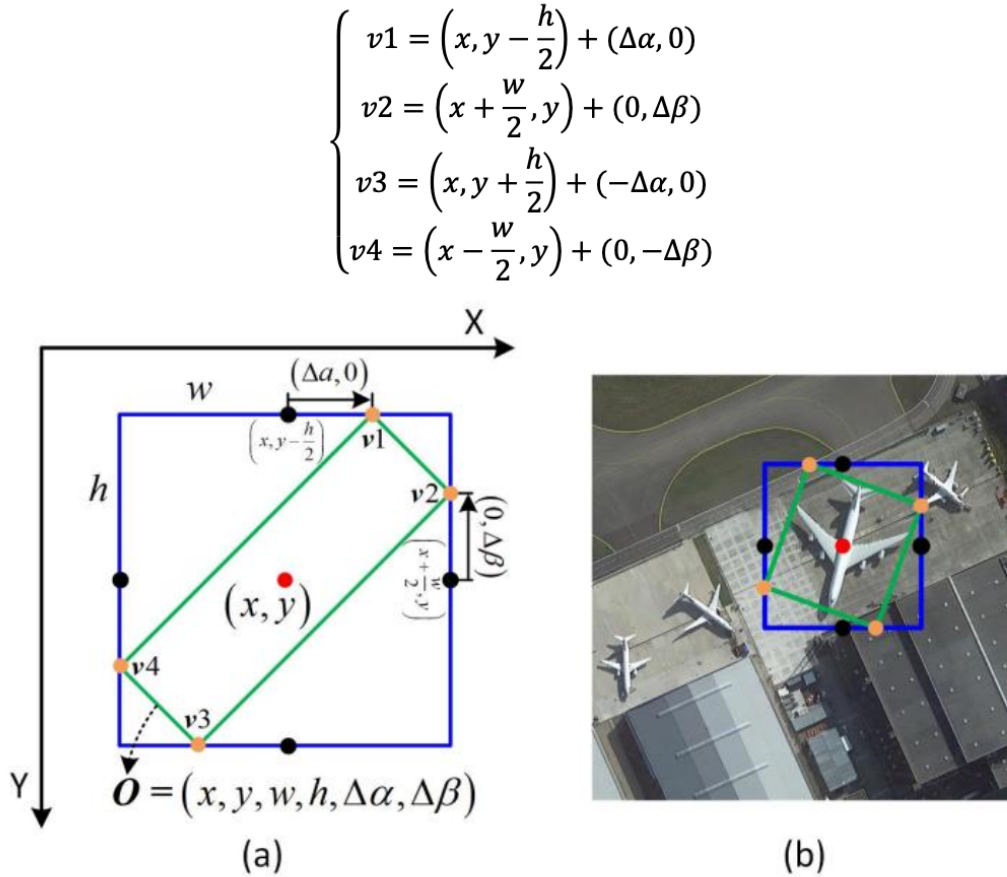 v1 = (x, y − h/2) + (Δα, 0)
v2 = (x + w/2, y) + (0, Δβ)
v3 = (x, y + h/2) + (−Δα, 0)
v4 = (x − w/2, y) + (0, −Δβ)
X
w
(Δa, 0)
(x, y − h/2)
v1
h
v2
(0, Δβ)
(x + w/2, y)
(x, y)
v4
v3
Y
O = (x, y, w, h, Δα, Δβ)
(a)
(b)